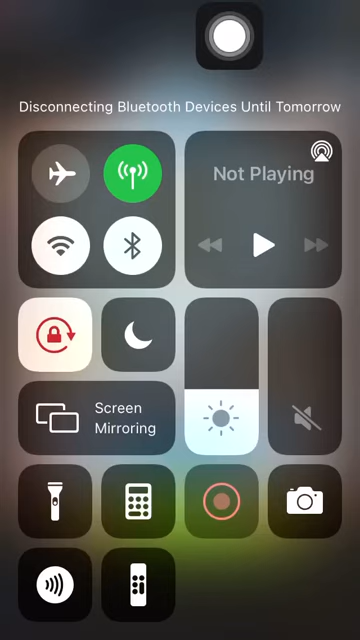 Disconnecting Bluetooth Devices Until Tomorrow
Not Playing
Screen
Mirroring